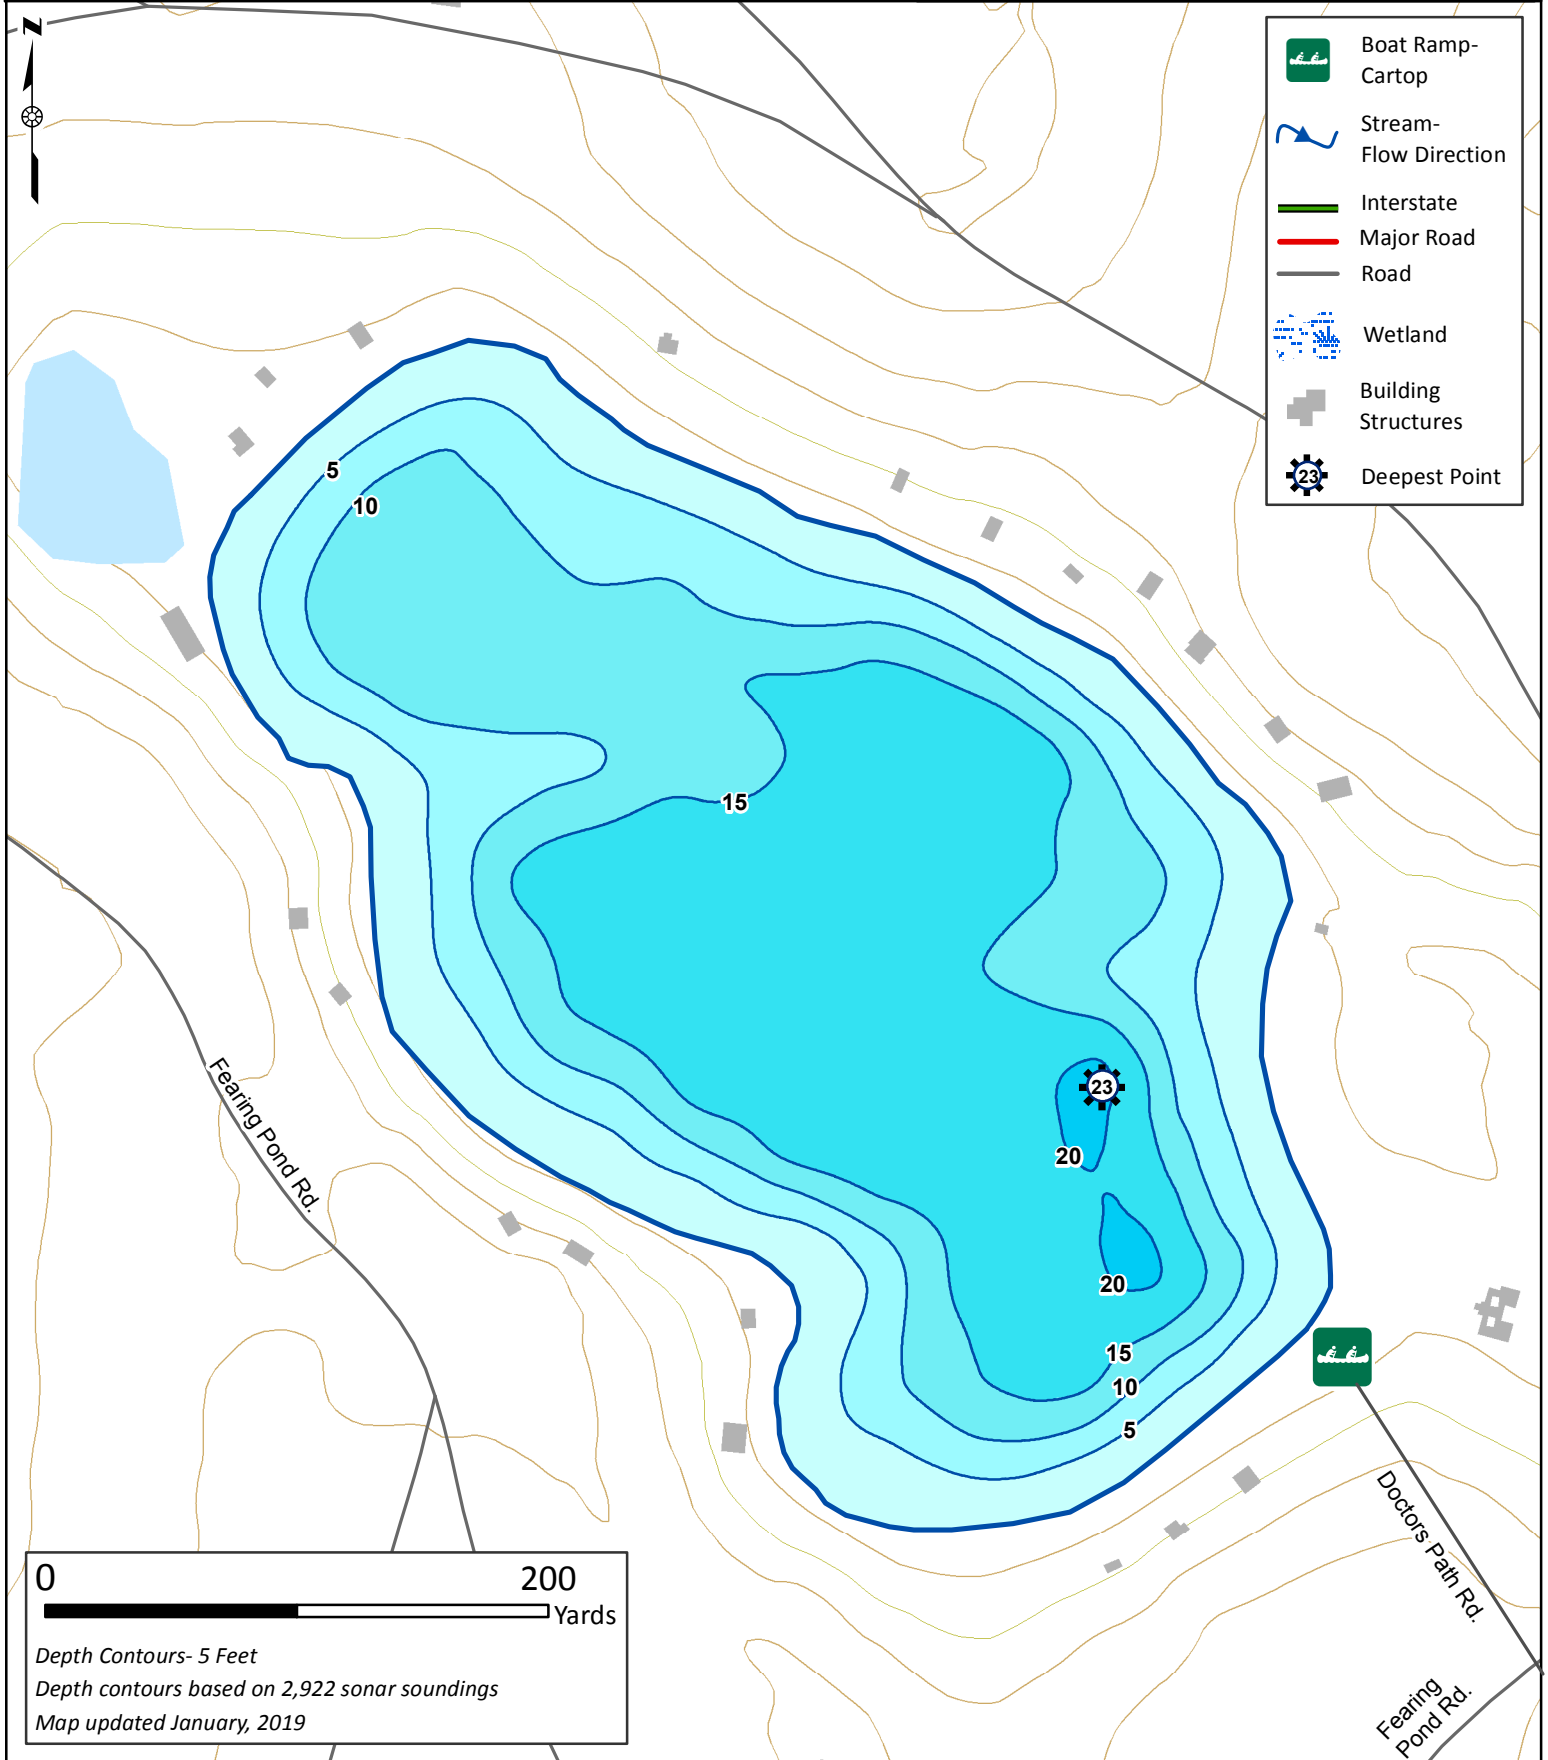 N
Boat Ramp-
Cartop
Stream-
Flow Direction
Interstate
Major Road
Road
Wetland
Building
Structures
23
Deepest Point
5
10
15
23
20
20
15
10
5
Fearing Pond Rd.
Doctors Path Rd.
Fearing
Pond Rd.
0 200
Yards
Depth Contours- 5 Feet
Depth contours based on 2,922 sonar soundings
Map updated January, 2019